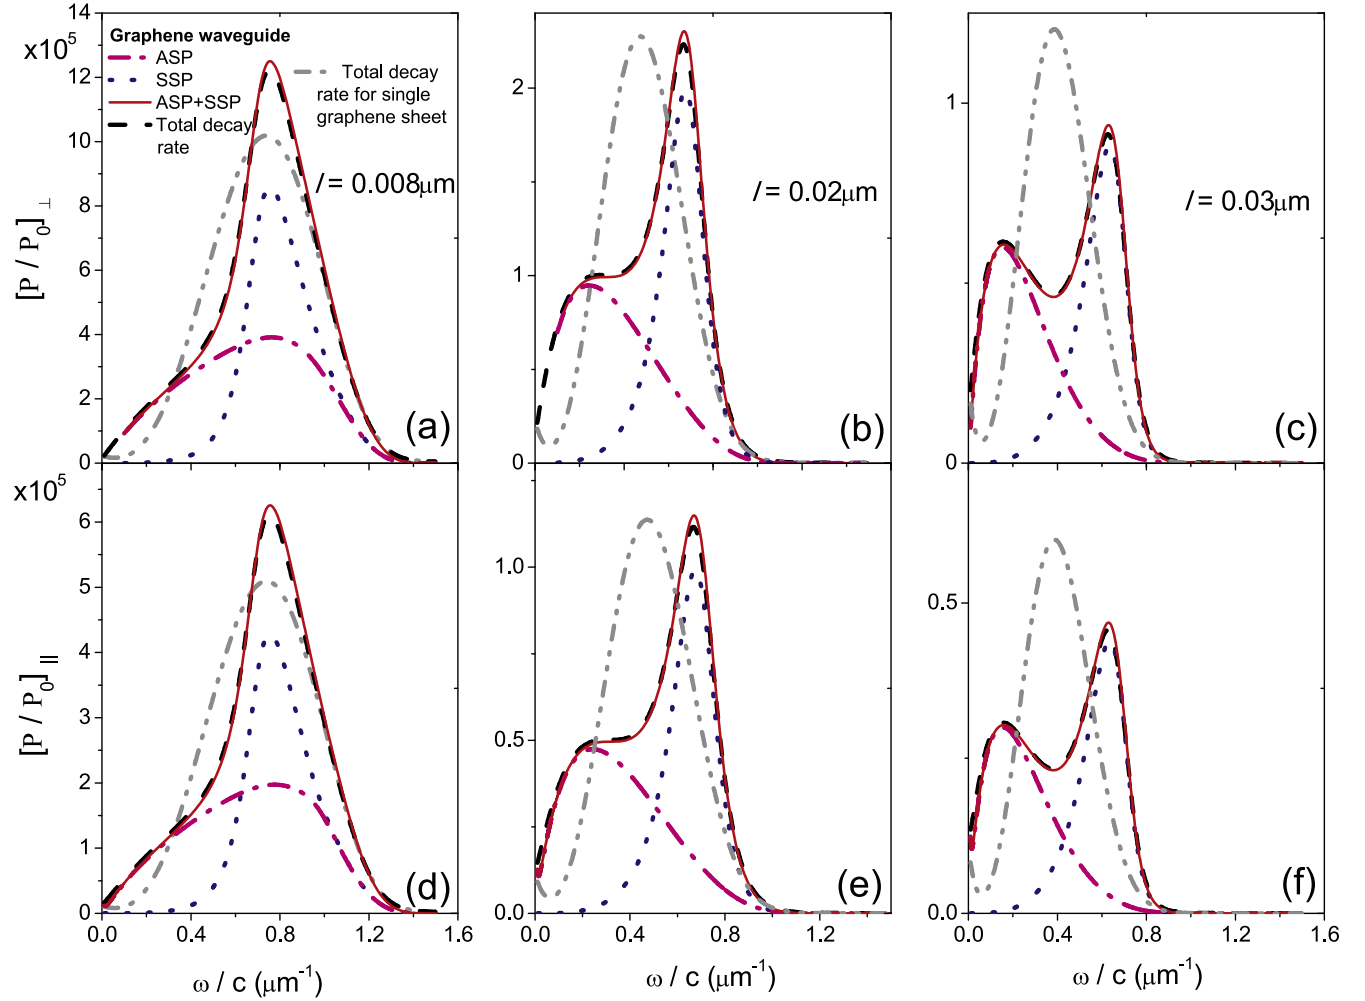 14
x10⁵
12
10
8
6
4
2
0
[P / P₀]⊥
Graphene waveguide
ASP
SSP
ASP+SSP
Total decay
rate
Total decay
rate for single
graphene sheet
l = 0.008μm
(a)
2
1
0
l = 0.02μm
(b)
1
0
l = 0.03μm
(c)
x10⁵
6
5
4
3
2
1
0
[P / P₀]||
(d)
0.0 0.4 0.8 1.2 1.6
ω / c (μm⁻¹)
1.0
0.5
0.0
(e)
0.0 0.4 0.8 1.2
ω / c (μm⁻¹)
0.5
0.0
(f)
0.0 0.4 0.8 1.2 1.6
ω / c (μm⁻¹)